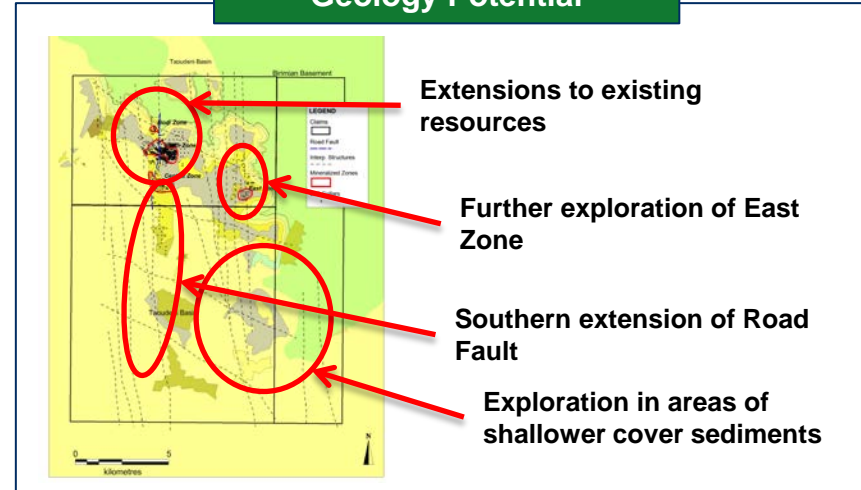 Geology Potential
Taoudeni Basin
Birimian Basement
Extensions to existing
resources
LEGEND
Claims
Road Fault
Interp. Structures
Mineralized Zones
Zone
Zone
Zone
East
Further exploration of East
Zone
Southern extension of Road
Fault
Taoudeni Basin
Exploration in areas of
shallower cover sediments
0 5
kilometres
N